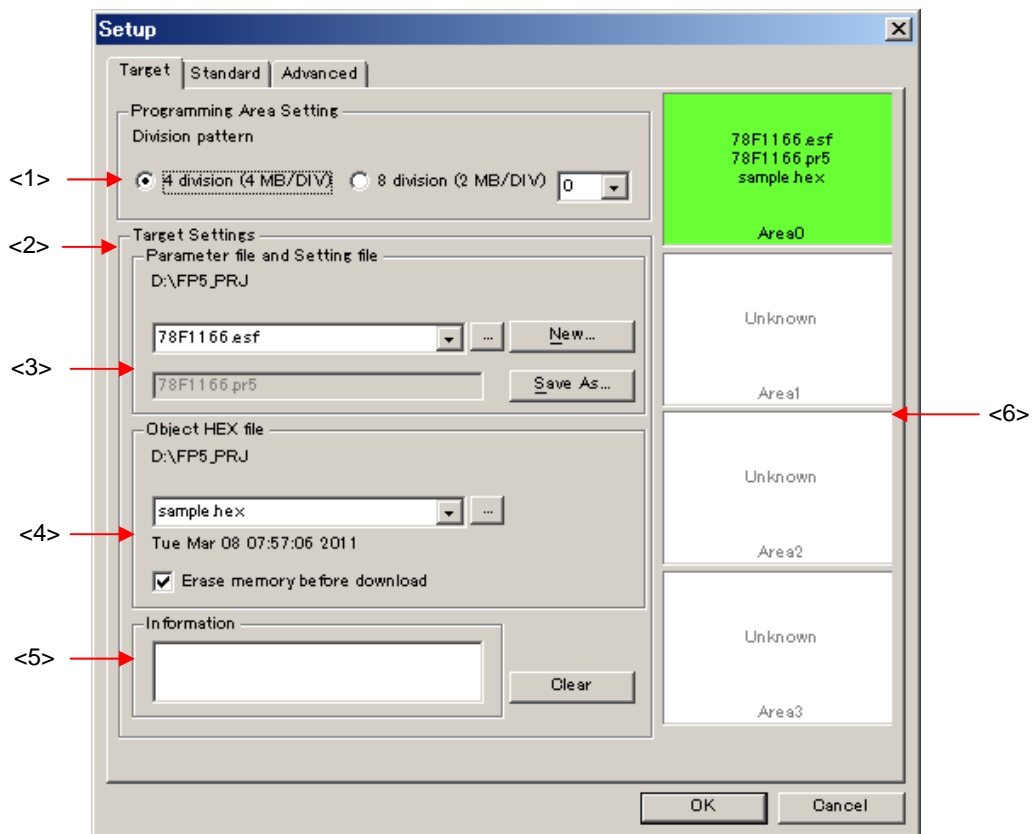 Setup
Target Standard Advanced
Programming Area Setting
Division pattern
<1>
4 division (4 MB/DIV) 8 division (2 MB/DIV) 0
<2>
Target Settings
Parameter file and Setting file
D:\FP5_PRJ
78F1166.esf ... New...
<3>
78F1166.pr5 Save As...
Object HEX file
D:\FP5_PRJ
sample.hex ...
<4>
Tue Mar 08 07:57:06 2011
Erase memory before download
Information
<5>
Clear
78F1166.esf
78F1166.pr5
sample.hex
Area0
Unknown
Area1
<6>
Unknown
Area2
Unknown
Area3
OK Cancel